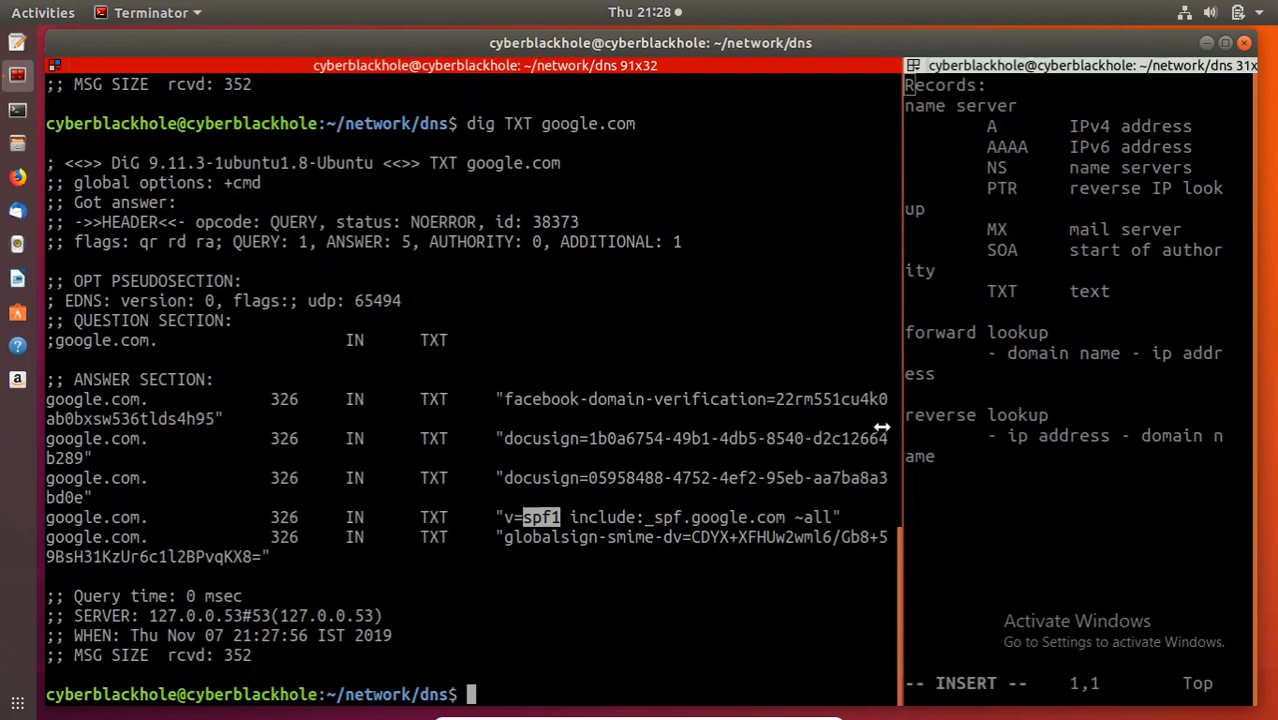 Activities
Terminator
Thu 21:28
cyberblackhole@cyberblackhole: ~/network/dns
cyberblackhole@cyberblackhole: ~/network/dns 91x32
;; MSG SIZE  rcvd: 352
cyberblackhole@cyberblackhole:~/network/dns$ dig TXT google.com
; <<>> DiG 9.11.3-1ubuntu1.8-Ubuntu <<>> TXT google.com
;; global options: +cmd
;; Got answer:
;; ->>HEADER<<- opcode: QUERY, status: NOERROR, id: 38373
;; flags: qr rd ra; QUERY: 1, ANSWER: 5, AUTHORITY: 0, ADDITIONAL: 1
;; OPT PSEUDOSECTION:
; EDNS: version: 0, flags:; udp: 65494
;; QUESTION SECTION:
;google.com.                     IN      TXT
;; ANSWER SECTION:
google.com.             326     IN      TXT     "facebook-domain-verification=22rm551cu4k0
ab0bxsw536tlds4h95"
google.com.             326     IN      TXT     "docusign=1b0a6754-49b1-4db5-8540-d2c12664
b289"
google.com.             326     IN      TXT     "docusign=05958488-4752-4ef2-95eb-aa7ba8a3
bd0e"
google.com.             326     IN      TXT     "v=spf1 include:_spf.google.com ~all"
google.com.             326     IN      TXT     "globalsign-smime-dv=CDYX+XFHUw2wml6/Gb8+5
9BsH31KzUr6c1l2BPvqKX8="
;; Query time: 0 msec
;; SERVER: 127.0.0.53#53(127.0.0.53)
;; WHEN: Thu Nov 07 21:27:56 IST 2019
;; MSG SIZE  rcvd: 352
cyberblackhole@cyberblackhole:~/network/dns$
cyberblackhole@cyberblackhole: ~/network/dns 31x
Records:
name server
A       IPv4 address
AAAA    IPv6 address
NS      name servers
PTR     reverse IP look
up
MX      mail server
SOA     start of author
ity
TXT     text
forward lookup
- domain name - ip addr
ess
reverse lookup
- ip address - domain n
ame
Activate Windows
Go to Settings to activate Windows.
-- INSERT --     1,1     Top